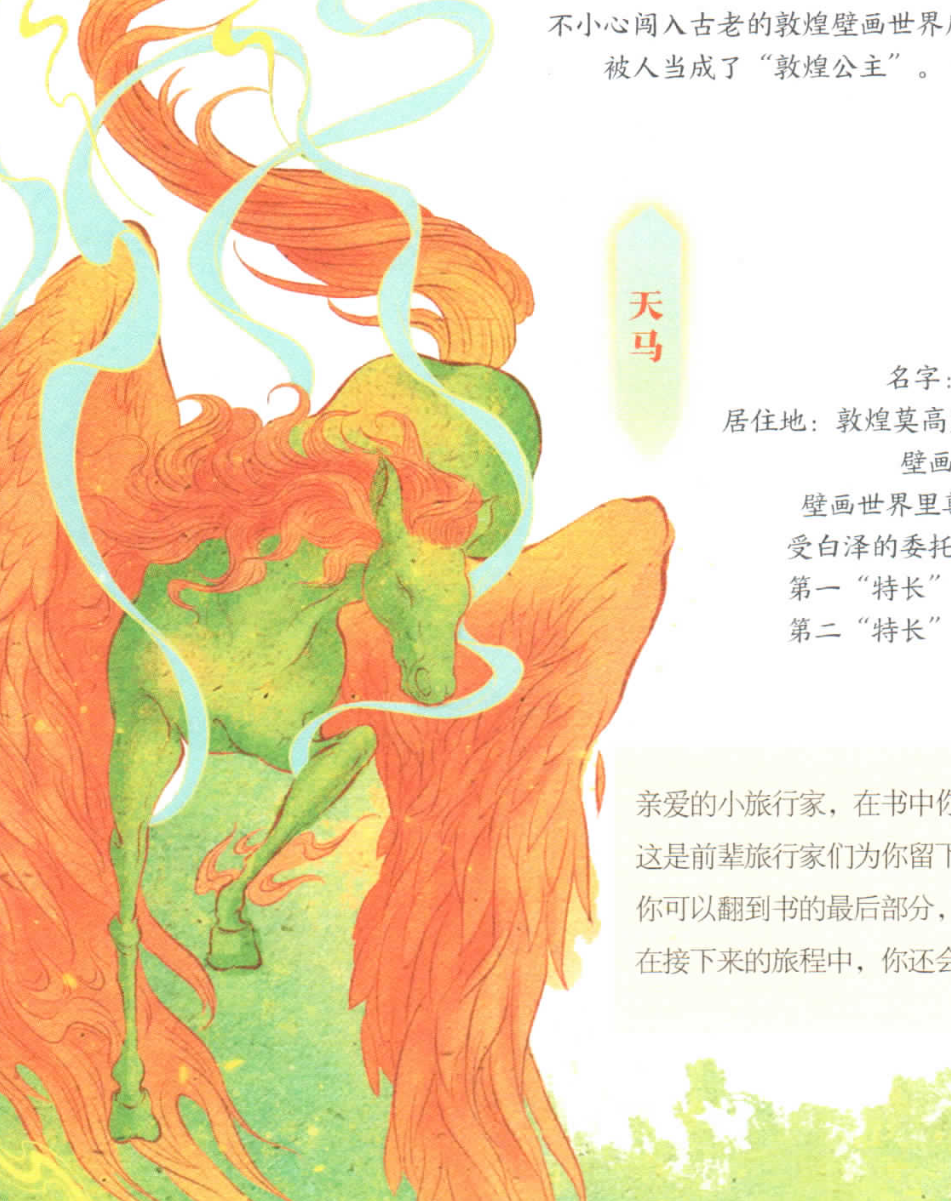 不小心闯入古老的敦煌壁画世界
被人当成了“敦煌公主”。
天马
名字：
居住地：敦煌莫高
壁画
壁画世界里
受白泽的委托
第一“特长”
第二“特长”
亲爱的小旅行家，在书中你
这是前辈旅行家们为你留下
你可以翻到书的最后部分，
在接下来的旅程中，你还会